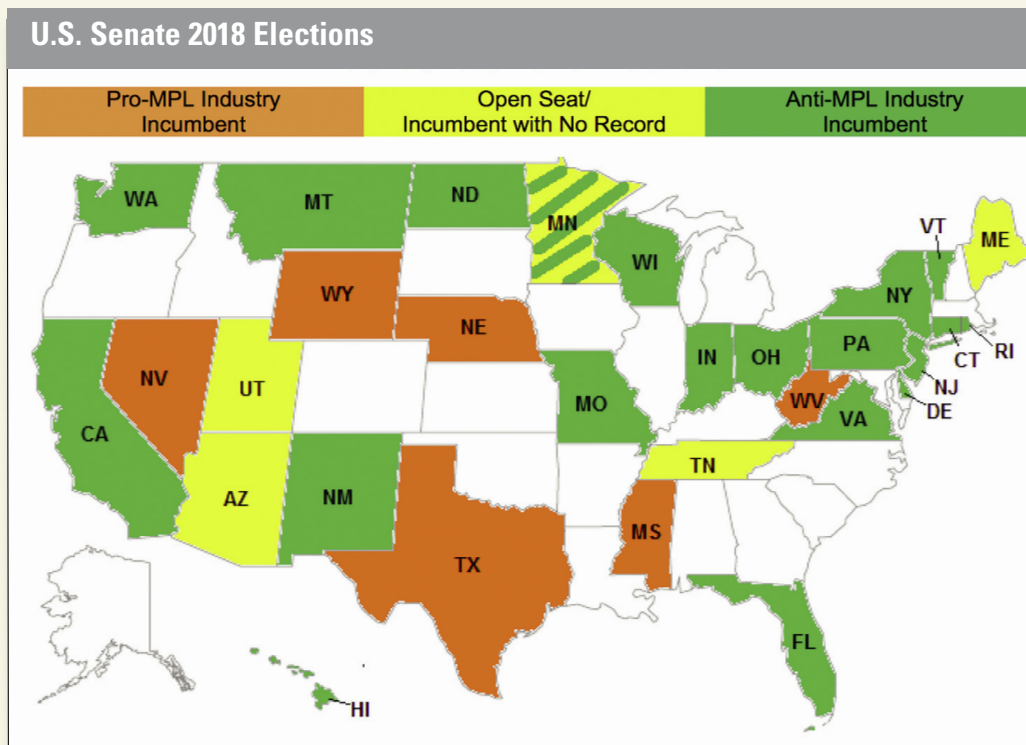 U.S. Senate 2018 Elections
Pro-MPL Industry
Incumbent
Open Seat/
Incumbent with No Record
Anti-MPL Industry
Incumbent
WA
MT
ND
MN
VT
ME
WI
NY
WY
NE
IN
OH
PA
RI
CT
NV
UT
NJ
MO
WV
DE
VA
CA
TN
AZ
NM
MS
TX
FL
HI